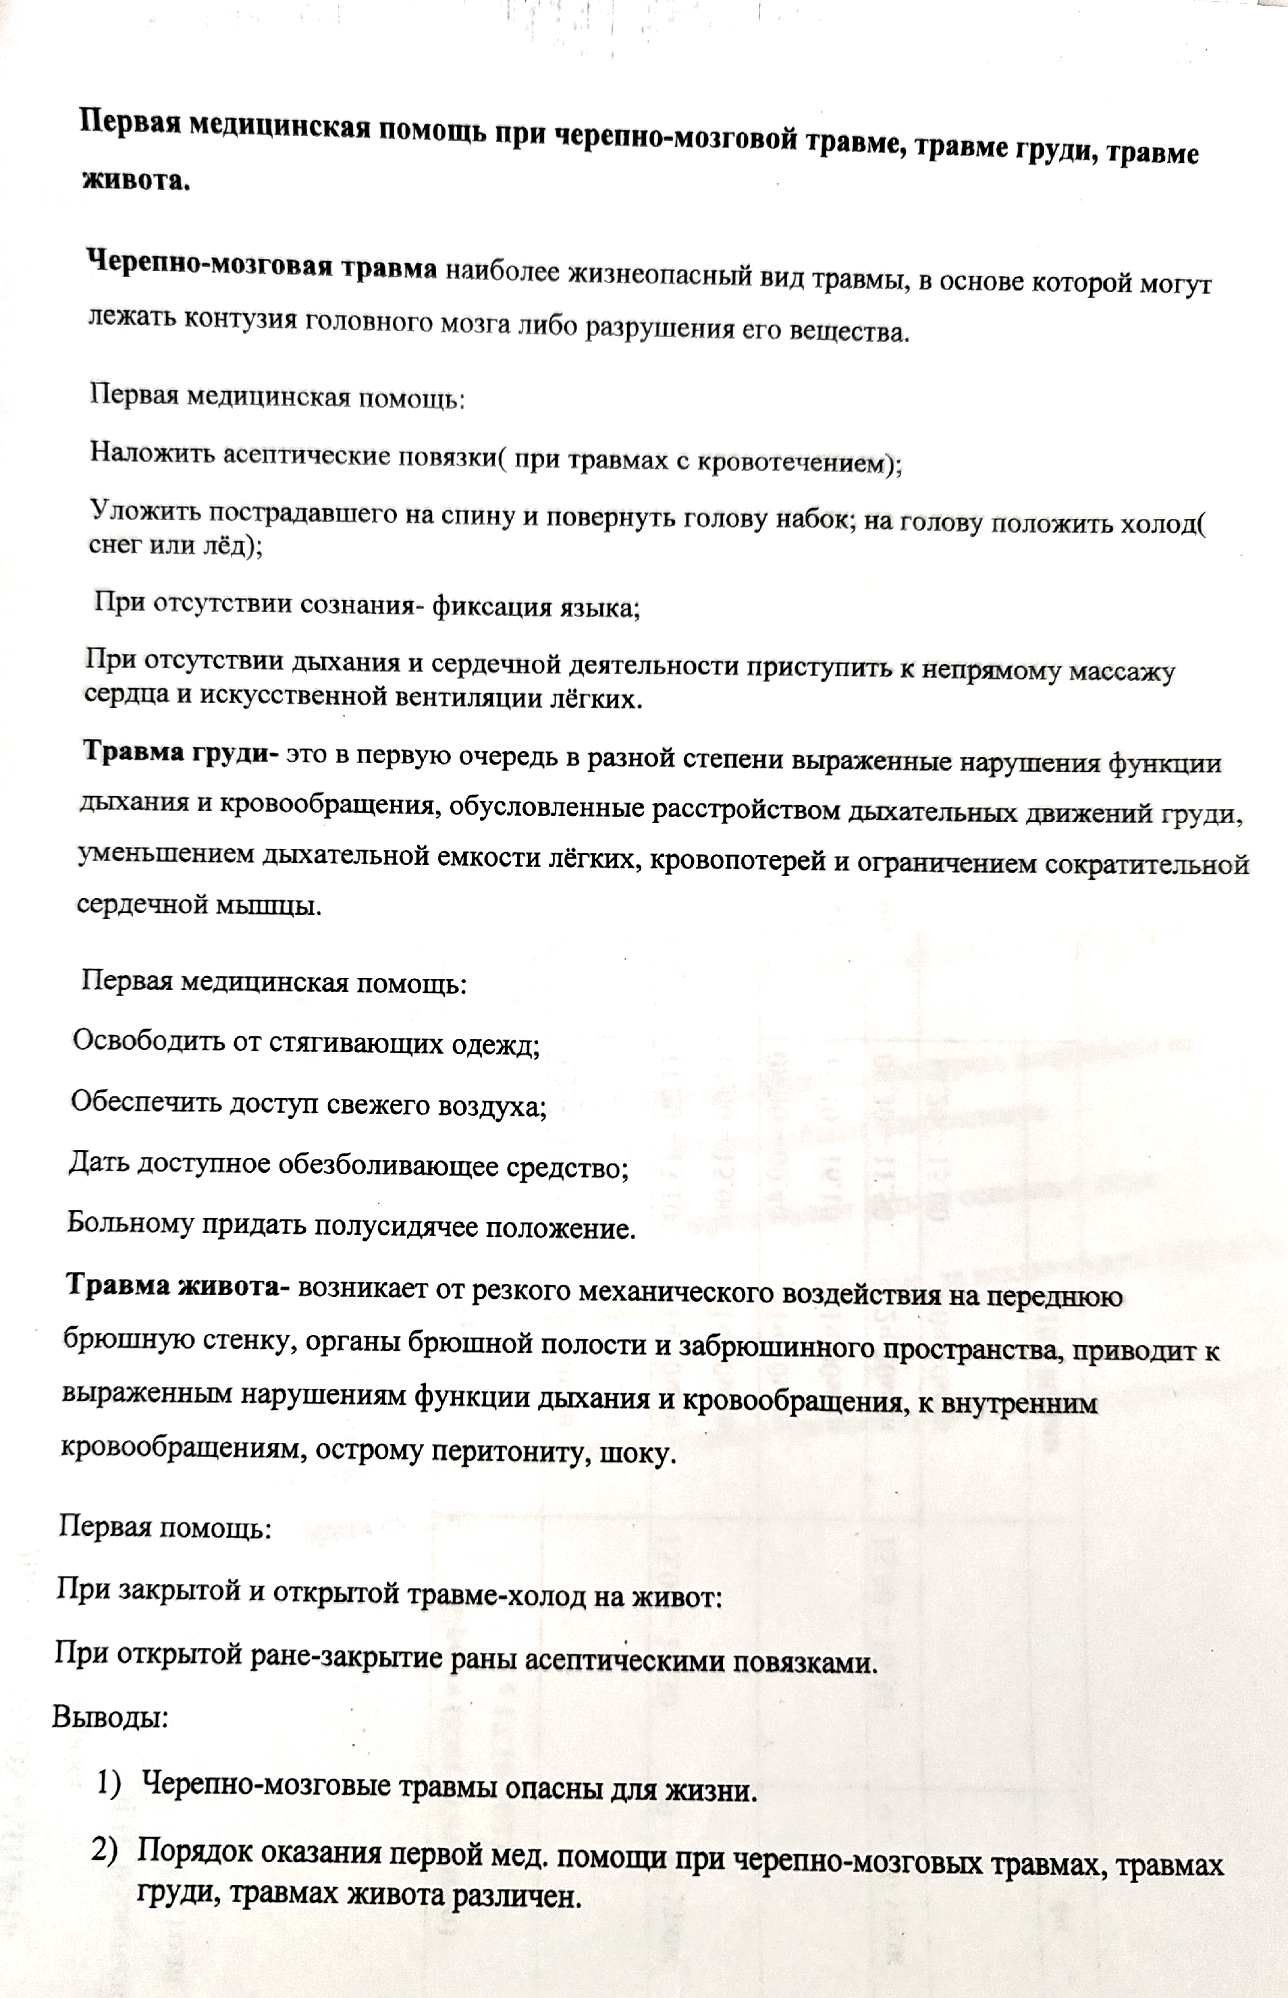 Первая медицинская помощь при черепно-мозговой травме, травме груди, травме
живота.
Черепно-мозговая травма наиболее жизнеопасный вид травмы, в основе которой могут
лежать контузия головного мозга либо разрушения его вещества.
Первая медицинская помощь:
Наложить асептические повязки( при травмах с кровотечением);
Уложить пострадавшего на спину и повернуть голову набок; на голову положить холод(
снег или лёд);
При отсутствии сознания- фиксация языка;
При отсутствии дыхания и сердечной деятельности приступить к непрямому массажу
сердца и искусственной вентиляции лёгких.
Травма груди- это в первую очередь в разной степени выраженные нарушения функции
дыхания и кровообращения, обусловленные расстройством дыхательных движений груди,
уменьшением дыхательной емкости лёгких, кровопотерей и ограничением сократительной
сердечной мышцы.
Первая медицинская помощь:
Освободить от стягивающих одежд;
Обеспечить доступ свежего воздуха;
Дать доступное обезболивающее средство;
Больному придать полусидячее положение.
Травма живота- возникает от резкого механического воздействия на переднюю
брюшную стенку, органы брюшной полости и забрюшинного пространства, приводит к
выраженным нарушениям функции дыхания и кровообращения, к внутренним
кровообращениям, острому перитониту, шоку.
Первая помощь:
При закрытой и открытой травме-холод на живот:
При открытой ране-закрытие раны асептическими повязками.
Выводы:
1) Черепно-мозговые травмы опасны для жизни.
2) Порядок оказания первой мед. помощи при черепно-мозговых травмах, травмах
груди, травмах живота различен.